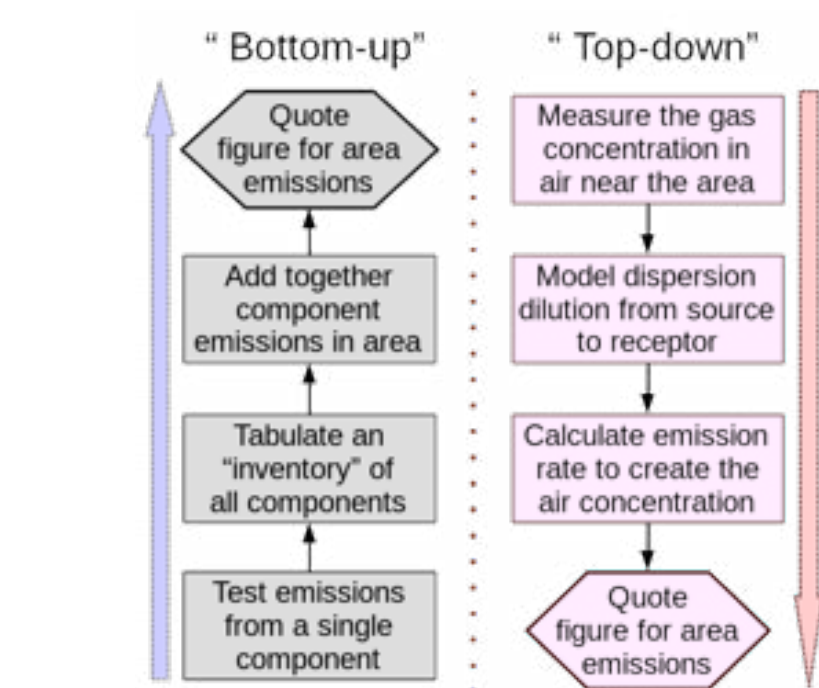 “ Bottom-up”
Quote
figure for area
emissions
Add together
component
emissions in area
Tabulate an
“inventory” of
all components
Test emissions
from a single
component
“ Top-down”
Measure the gas
concentration in
air near the area
Model dispersion
dilution from source
to receptor
Calculate emission
rate to create the
air concentration
Quote
figure for area
emissions